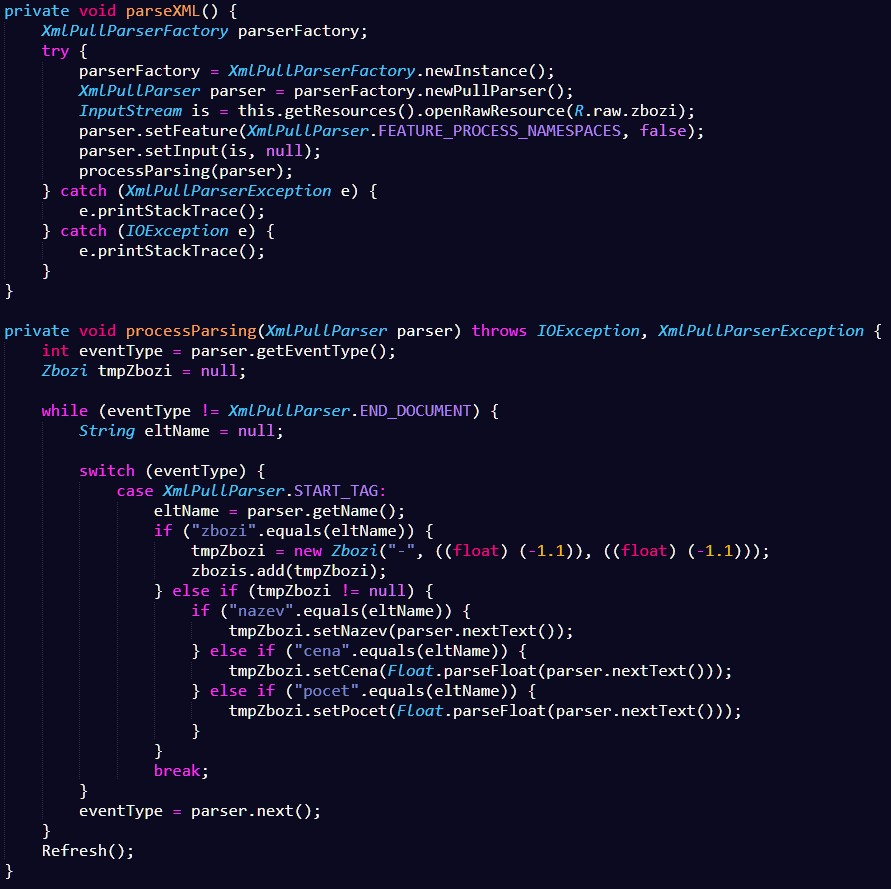 private void parseXML() {
    XmlPullParserFactory parserFactory;
    try {
        parserFactory = XmlPullParserFactory.newInstance();
        XmlPullParser parser = parserFactory.newPullParser();
        InputStream is = this.getResources().openRawResource(R.raw.zbozi);
        parser.setFeature(XmlPullParser.FEATURE_PROCESS_NAMESPACES, false);
        parser.setInput(is, null);
        processParsing(parser);
    } catch (XmlPullParserException e) {
        e.printStackTrace();
    } catch (IOException e) {
        e.printStackTrace();
    }
}

private void processParsing(XmlPullParser parser) throws IOException, XmlPullParserException {
    int eventType = parser.getEventType();
    Zbozi tmpZbozi = null;

    while (eventType != XmlPullParser.END_DOCUMENT) {
        String eltName = null;

        switch (eventType) {
            case XmlPullParser.START_TAG:
                eltName = parser.getName();
                if ("zbozi".equals(eltName)) {
                    tmpZbozi = new Zbozi("-", ((float) (-1.1)), ((float) (-1.1)));
                    zbozis.add(tmpZbozi);
                } else if (tmpZbozi != null) {
                    if ("nazev".equals(eltName)) {
                        tmpZbozi.setNazev(parser.nextText());
                    } else if ("cena".equals(eltName)) {
                        tmpZbozi.setCena(Float.parseFloat(parser.nextText()));
                    } else if ("pocet".equals(eltName)) {
                        tmpZbozi.setPocet(Float.parseFloat(parser.nextText()));
                    }
                }
                break;
        }
        eventType = parser.next();
    }
    Refresh();
}